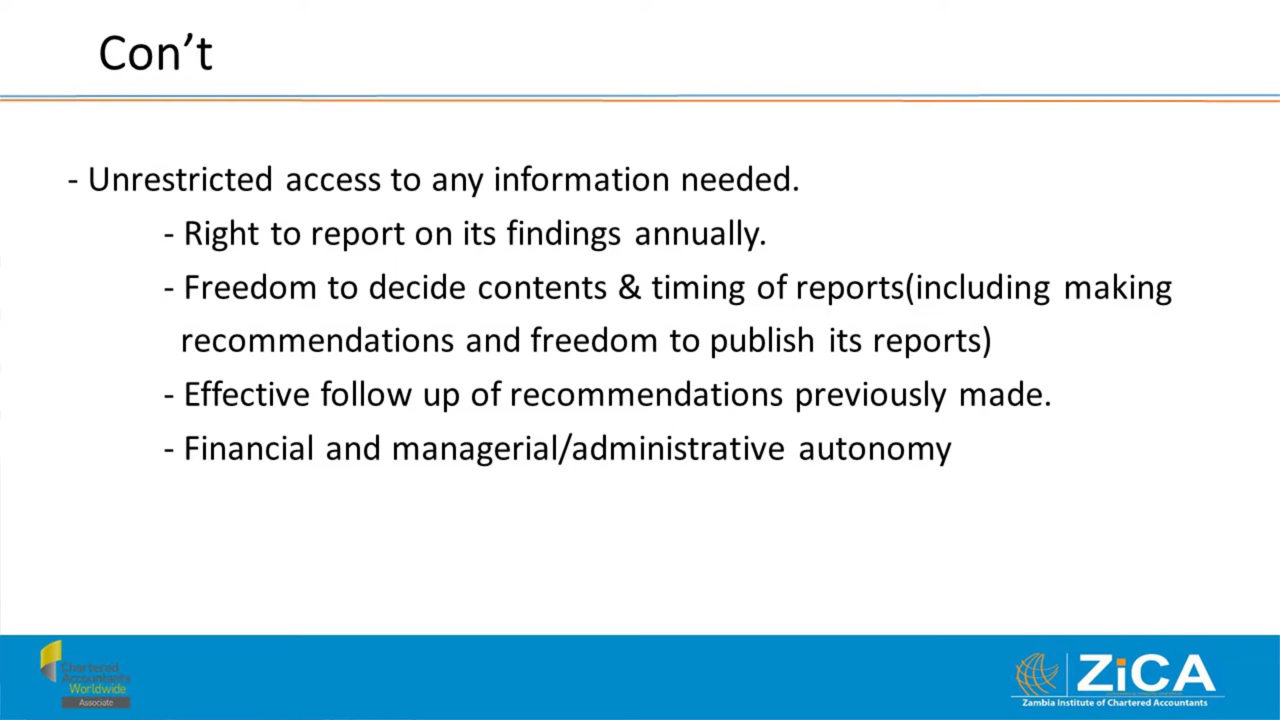 Con’t
- Unrestricted access to any information needed.
- Right to report on its findings annually.
- Freedom to decide contents & timing of reports(including making
recommendations and freedom to publish its reports)
- Effective follow up of recommendations previously made.
- Financial and managerial/administrative autonomy
Chartered
Accountants
Worldwide
Associate
ZiCA
Zambia Institute of Chartered Accountants